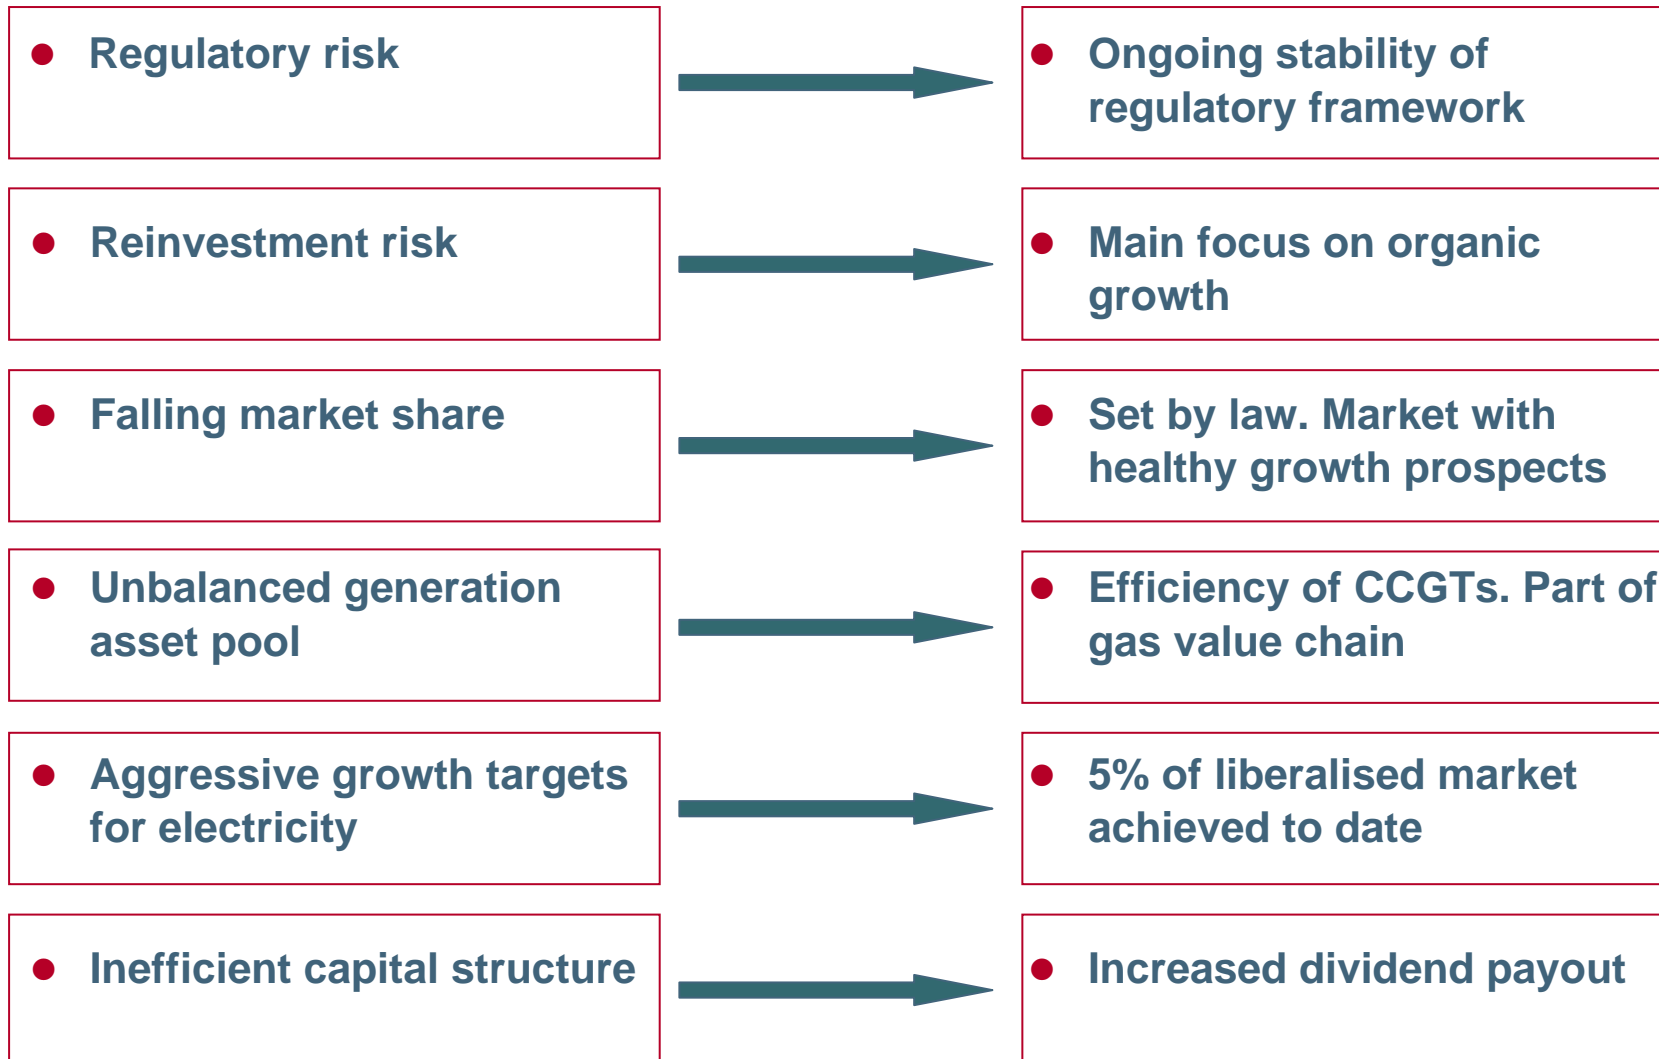 ● Regulatory risk
● Ongoing stability of
regulatory framework
● Reinvestment risk
● Main focus on organic
growth
● Falling market share
● Set by law. Market with
healthy growth prospects
● Unbalanced generation
asset pool
● Efficiency of CCGTs. Part of
gas value chain
● Aggressive growth targets
for electricity
● 5% of liberalised market
achieved to date
● Inefficient capital structure
● Increased dividend payout